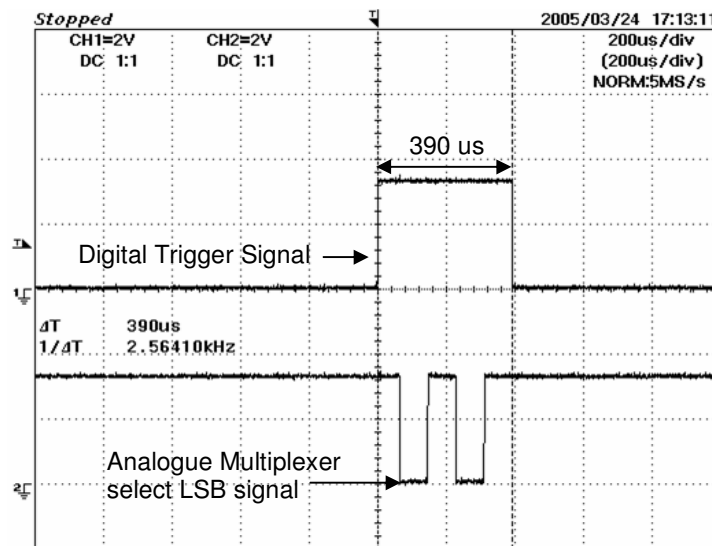 Stopped 2005/03/24 17:13:11
CH1=2V CH2=2V 200us/div
DC 1:1 DC 1:1 (200us/div)
NORM:5MS/s
390 us
Digital Trigger Signal
1
ΔT 390us
1/ΔT 2.56410kHz
Analogue Multiplexer
select LSB signal
2